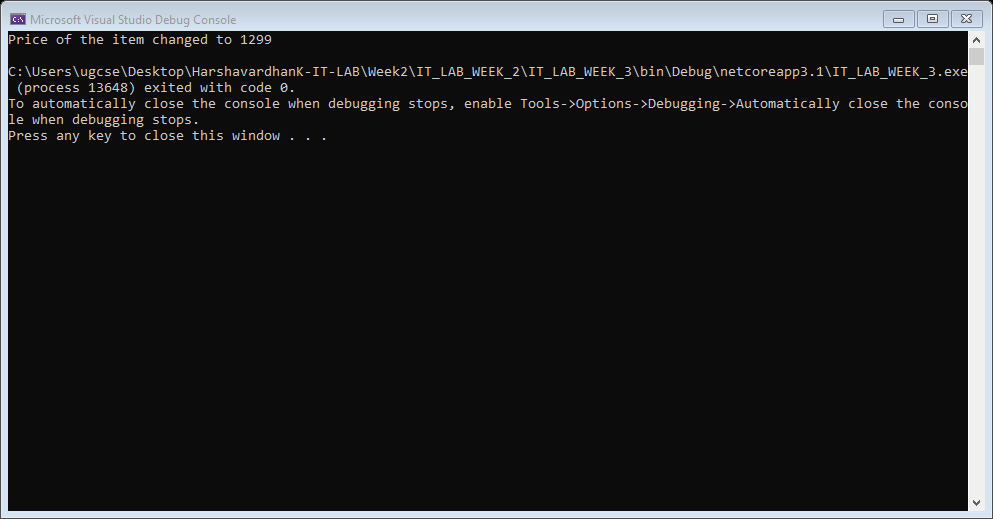 Microsoft Visual Studio Debug Console
Price of the item changed to 1299
C:\Users\ugcse\Desktop\HarshavardhanK-IT-LAB\Week2\IT_LAB_WEEK_2\IT_LAB_WEEK_3\bin\Debug\netcoreapp3.1\IT_LAB_WEEK_3.exe
(process 13648) exited with code 0.
To automatically close the console when debugging stops, enable Tools->Options->Debugging->Automatically close the conso
le when debugging stops.
Press any key to close this window . . .